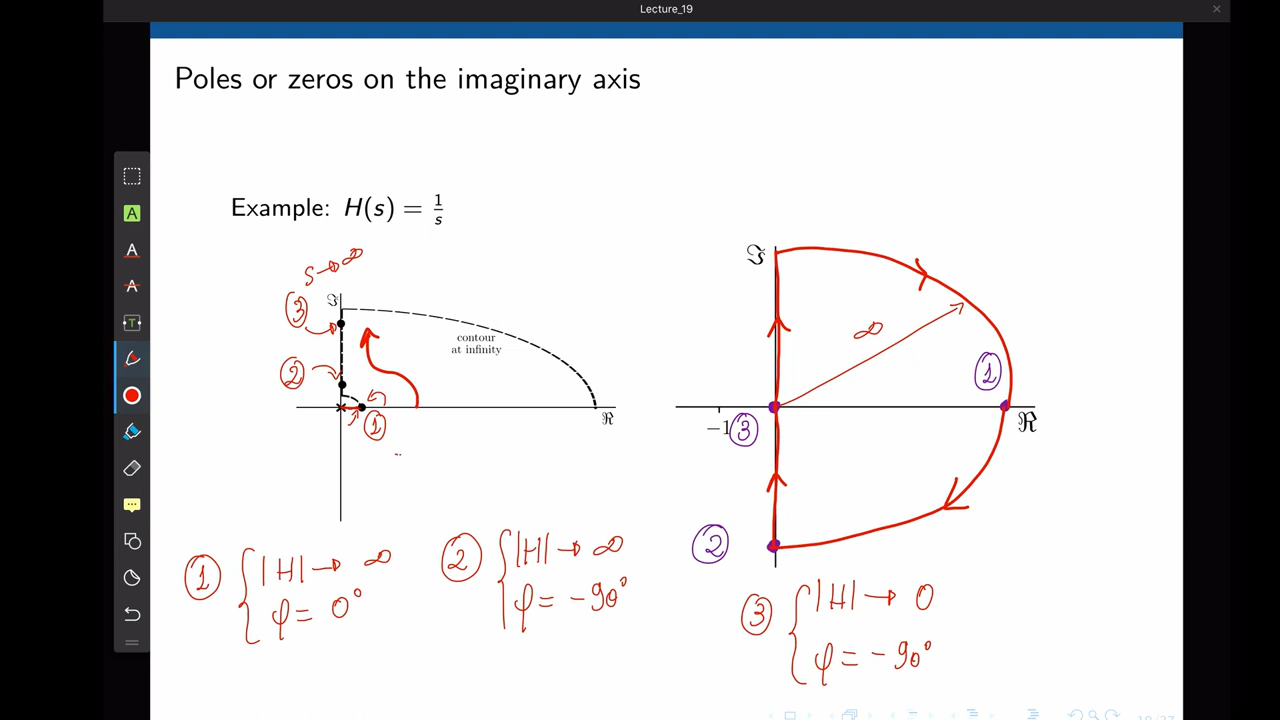 Lecture_19
Poles or zeros on the imaginary axis
Example: H(s) = 1/s
s → ∞
ℑ
③
②
①
contour
at infinity
ℜ
ℑ
∞
①
−1
③
ℜ
②
① { |H| → ∞
φ = 0°
② { |H| → ∞
φ = −90°
③ { |H| → 0
φ = −90°